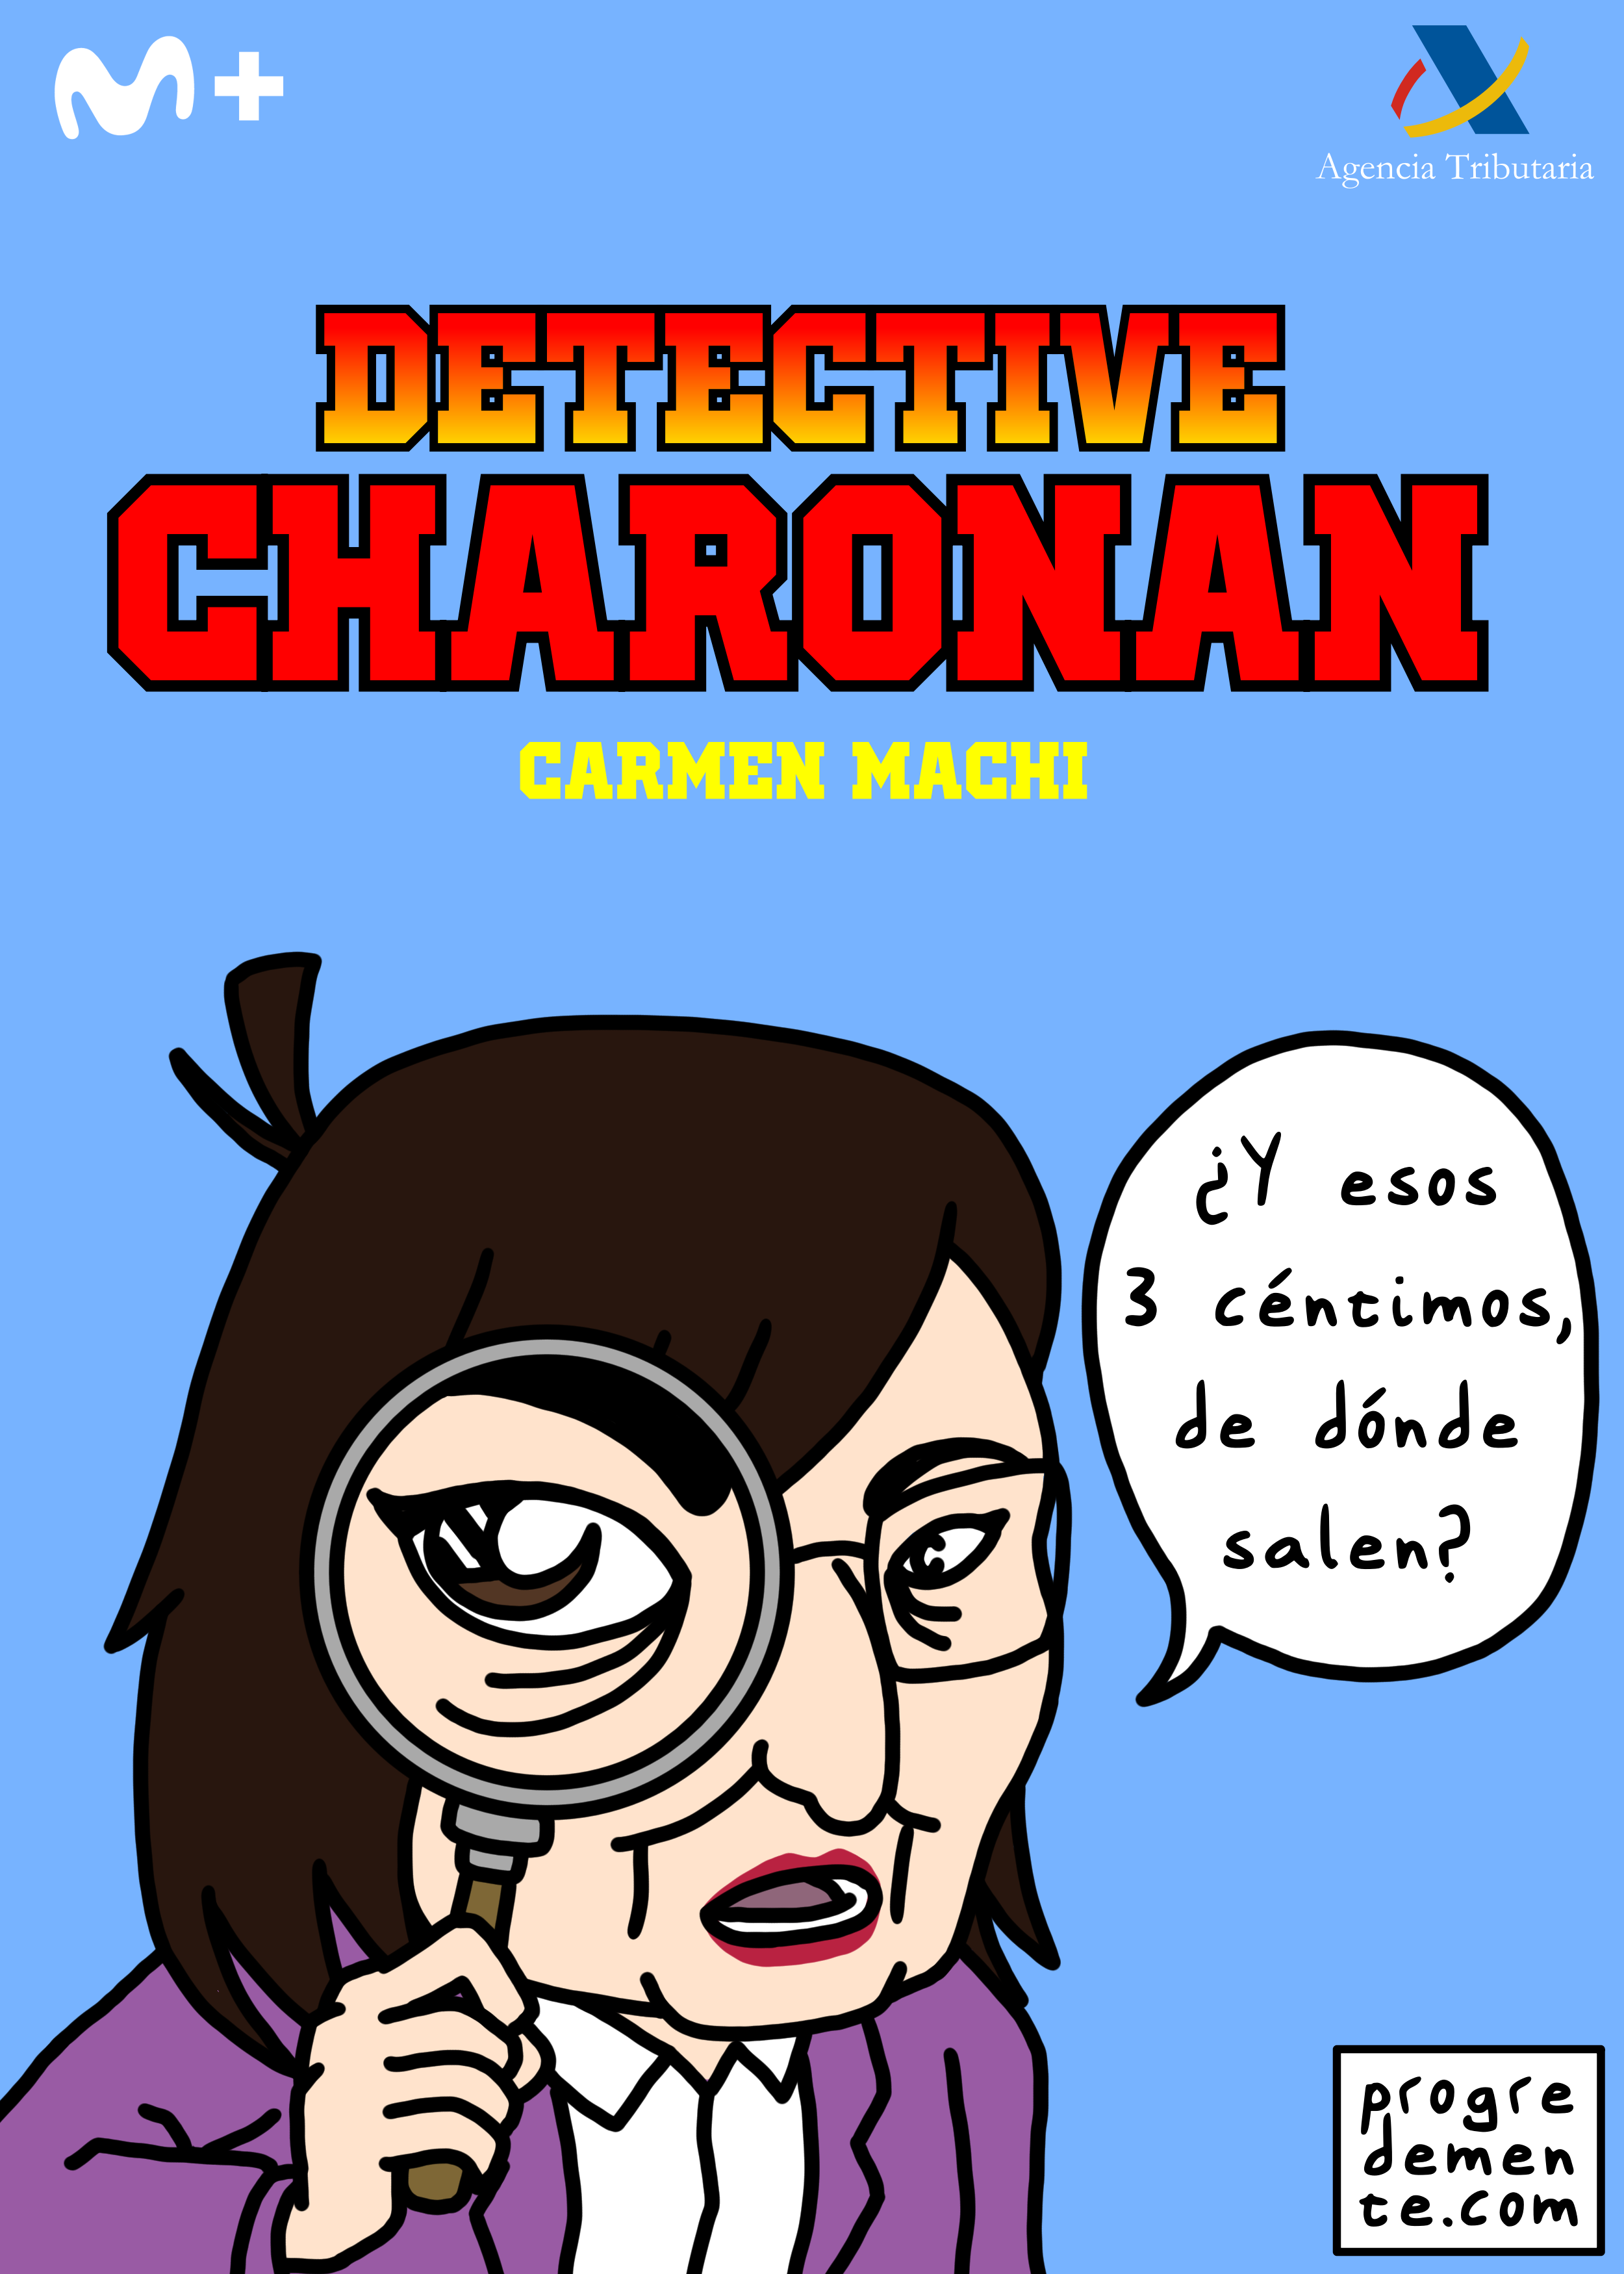 M+
Agencia Tributaria
DETECTIVE
CHARONAN
CARMEN MACHI
¿Y esos
3 céntimos,
de dónde
salen?
progre
demen
te.com